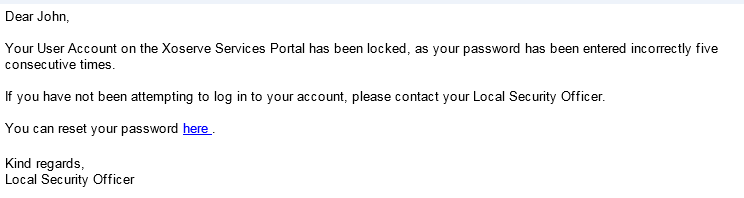 Dear John,
Your User Account on the Xoserve Services Portal has been locked, as your password has been entered incorrectly five
consecutive times.
If you have not been attempting to log in to your account, please contact your Local Security Officer.
You can reset your password here .
Kind regards,
Local Security Officer